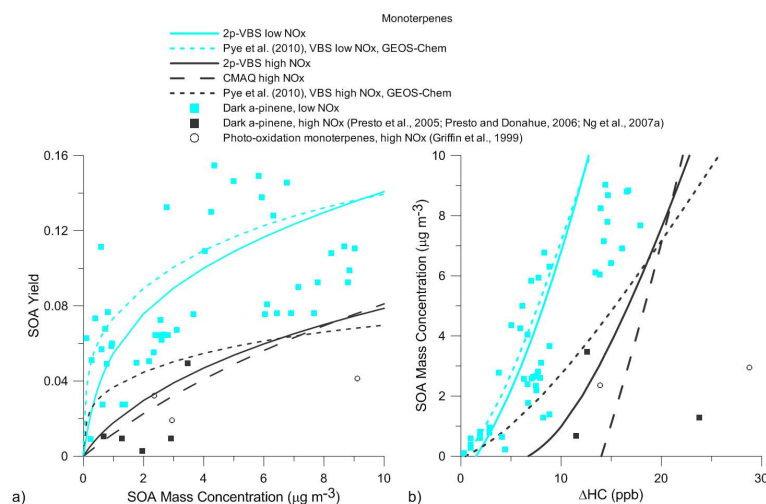 Monoterpenes
2p-VBS low NOx
Pye et al. (2010), VBS low NOx, GEOS-Chem
2p-VBS high NOx
CMAQ high NOx
Pye et al. (2010), VBS high NOx, GEOS-Chem
Dark a-pinene, low NOx
Dark a-pinene, high NOx (Presto et al., 2005; Presto and Donahue, 2006; Ng et al., 2007a)
Photo-oxidation monoterpenes, high NOx (Griffin et al., 1999)
0.16
0.12
0.08
0.04
0
SOA Yield
0 2 4 6 8 10
a) SOA Mass Concentration (μg m-3)
10
8
6
4
2
0
SOA Mass Concentration (μg m-3)
0 10 20 30
b) ΔHC (ppb)